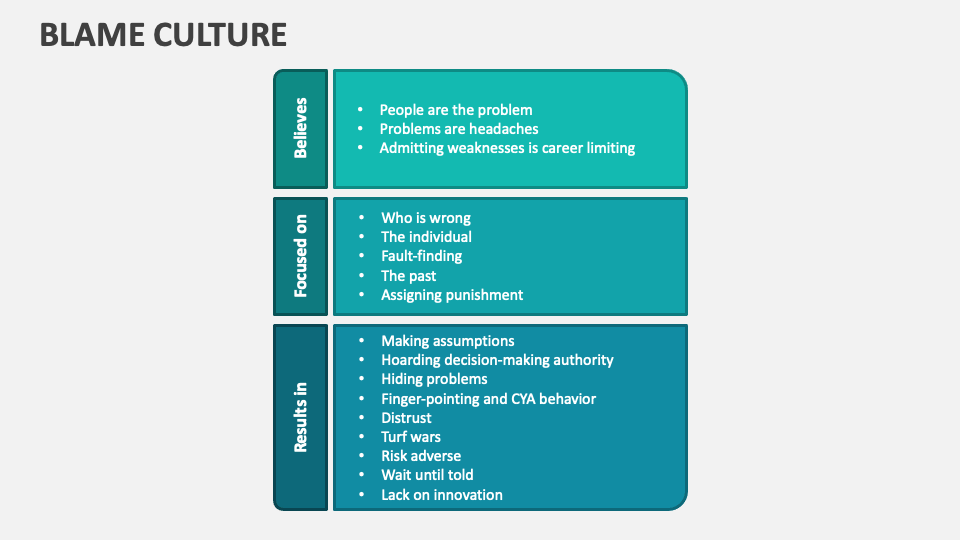 BLAME CULTURE
Believes
• People are the problem
• Problems are headaches
• Admitting weaknesses is career limiting
Focused on
• Who is wrong
• The individual
• Fault-finding
• The past
• Assigning punishment
Results in
• Making assumptions
• Hoarding decision-making authority
• Hiding problems
• Finger-pointing and CYA behavior
• Distrust
• Turf wars
• Risk adverse
• Wait until told
• Lack on innovation